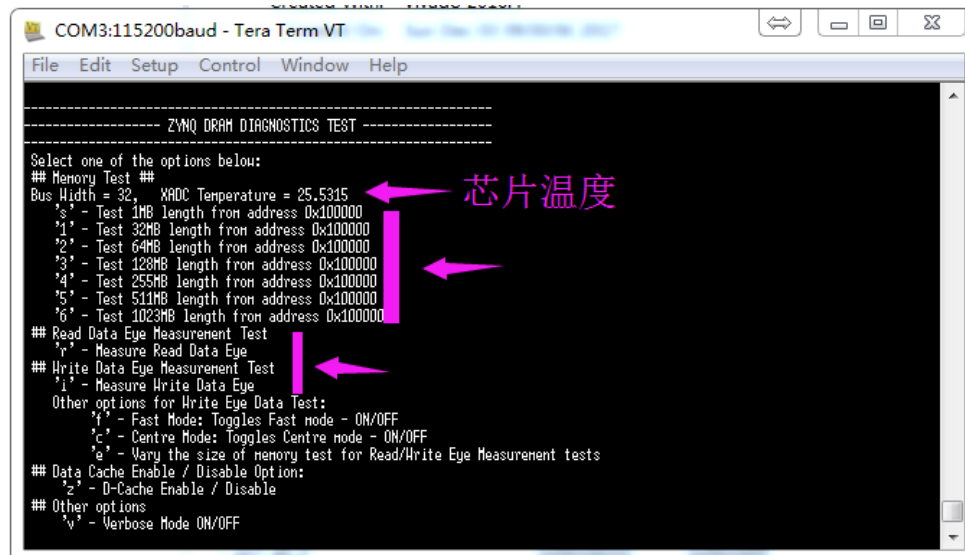 COM3:115200baud - Tera Term VT
File Edit Setup Control Window Help
------------------- ZYNQ DRAM DIAGNOSTICS TEST ------------------
Select one of the options below:
## Memory Test ##
Bus Width = 32, XADC Temperature = 25.5315
芯片温度
's' - Test 1MB length from address 0x100000
'1' - Test 32MB length from address 0x100000
'2' - Test 64MB length from address 0x100000
'3' - Test 128MB length from address 0x100000
'4' - Test 255MB length from address 0x100000
'5' - Test 511MB length from address 0x100000
'6' - Test 1023MB length from address 0x100000
## Read Data Eye Measurement Test
'r' - Measure Read Data Eye
## Write Data Eye Measurement Test
'i' - Measure Write Data Eye
Other options for Write Eye Data Test:
'f' - Fast Mode: Toggles Fast mode - ON/OFF
'c' - Centre Mode: Toggles Centre mode - ON/OFF
'e' - Vary the size of memory test for Read/Write Eye Measurement tests
## Data Cache Enable / Disable Option:
'z' - D-Cache Enable / Disable
## Other options
'v' - Verbose Mode ON/OFF